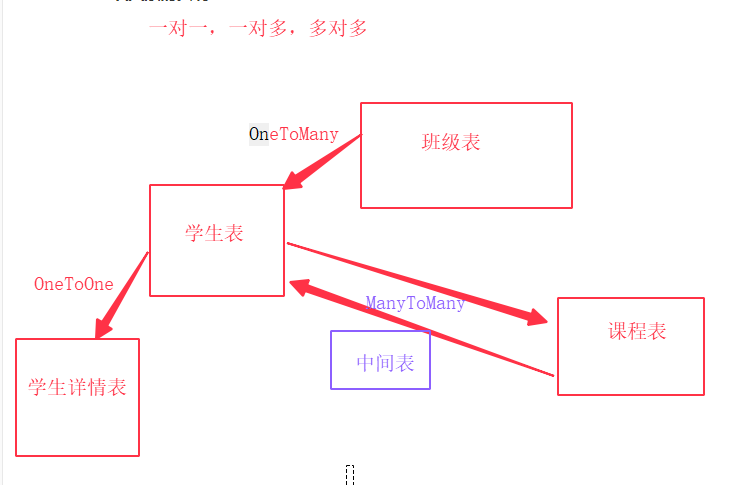 一对一，一对多，多对多
OneToMany
班级表
学生表
OneToOne
ManyToMany
课程表
中间表
学生详情表